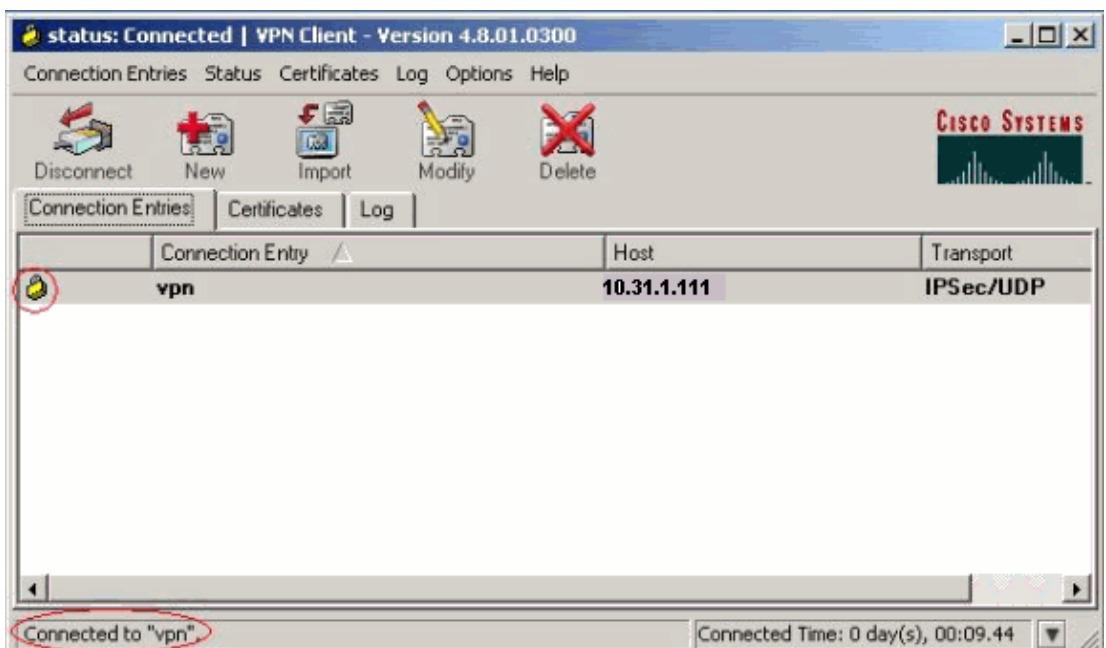 status: Connected | VPN Client - Version 4.8.01.0300
Connection Entries Status Certificates Log Options Help
Disconnect New Import Modify Delete
CISCO SYSTEMS
Connection Entries Certificates Log
Connection Entry Host Transport
vpn 10.31.1.111 IPSec/UDP
Connected to "vpn". Connected Time: 0 day(s), 00:09.44